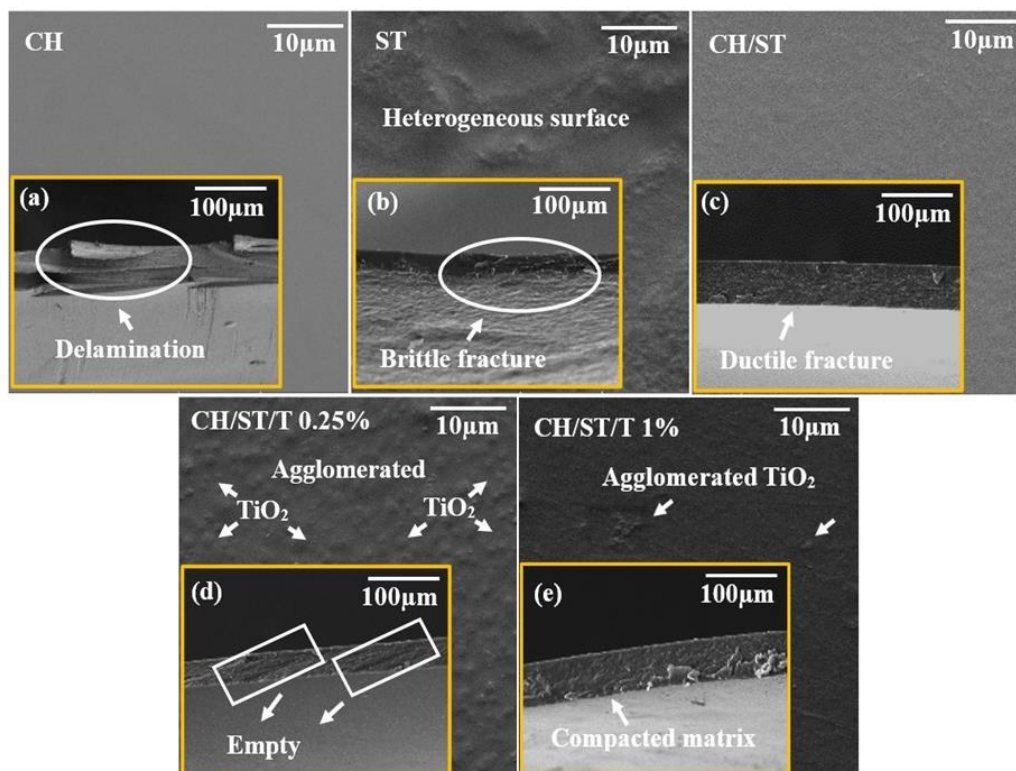 CH
10μm
ST
10μm
CH/ST
10μm
Heterogeneous surface
(a)
100μm
(b)
100μm
(c)
100μm
Delamination
Brittle fracture
Ductile fracture
CH/ST/T 0.25%
10μm
CH/ST/T 1%
10μm
Agglomerated
TiO₂
TiO₂
Agglomerated TiO₂
(d)
100μm
(e)
100μm
Empty
Compacted matrix